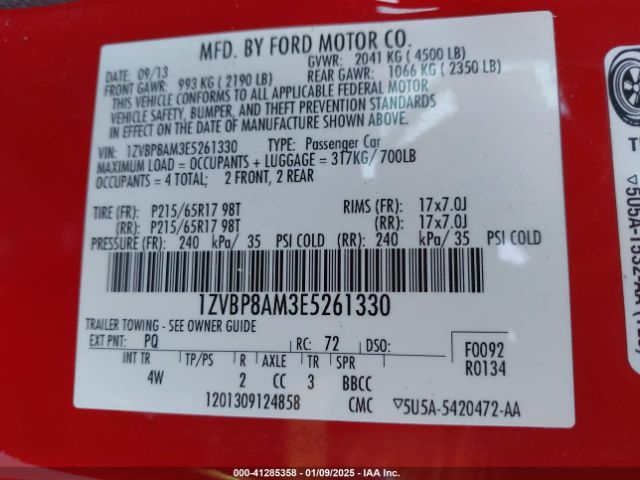 MFD. BY FORD MOTOR CO.
DATE: 09/13 GVWR: 2041 KG ( 4500 LB)
FRONT GAWR: 993 KG ( 2190 LB) REAR GAWR: 1066 KG ( 2350 LB)
THIS VEHICLE CONFORMS TO ALL APPLICABLE FEDERAL MOTOR
VEHICLE SAFETY, BUMPER, AND THEFT PREVENTION STANDARDS
IN EFFECT ON THE DATE OF MANUFACTURE SHOWN ABOVE.
VIN: 1ZVBP8AM3E5261330 TYPE: Passenger Car
MAXIMUM LOAD = OCCUPANTS + LUGGAGE = 317KG/ 700LB
OCCUPANTS = 4 TOTAL; 2 FRONT, 2 REAR
TIRE (FR): P215/65R17 98T RIMS (FR): 17x7.0J
(RR): P215/65R17 98T (RR): 17x7.0J
PRESSURE (FR): 240 kPa/ 35 PSI COLD (RR): 240 kPa/ 35 PSI COLD
1ZVBP8AM3E5261330
TRAILER TOWING - SEE OWNER GUIDE
EXT PNT: PQ RC: 72 DSO: F0092
INT TR TP/PS R AXLE TR SPR R0134
4W 2 CC 3 BBCC
1201309124858 CMC ▽5U5A-5420472-AA
000-41285358 - 01/09/2025 - IAA Inc.